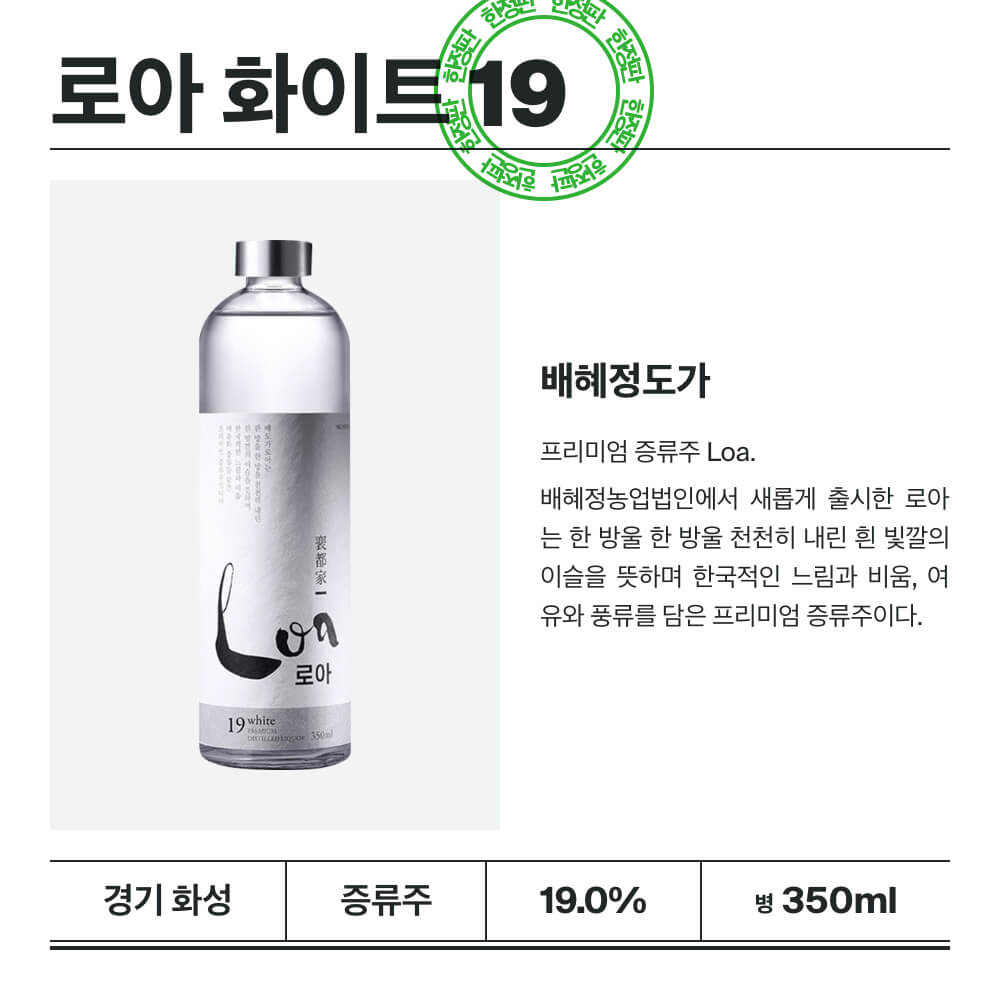 로아 화이트 19
한정판 한정판 한정판 한정판 한정판 한정판 한정판 한정판
裵都家
Loa
로아
19 white
PREMIUM
DISTILLED LIQUOR 350ml
배혜정도가
프리미엄 증류주 Loa.
배혜정농업법인에서 새롭게 출시한 로아
는 한 방울 한 방울 천천히 내린 흰 빛깔의
이슬을 뜻하며 한국적인 느림과 비움, 여
유와 풍류를 담은 프리미엄 증류주이다.
경기 화성
증류주
19.0%
병 350ml